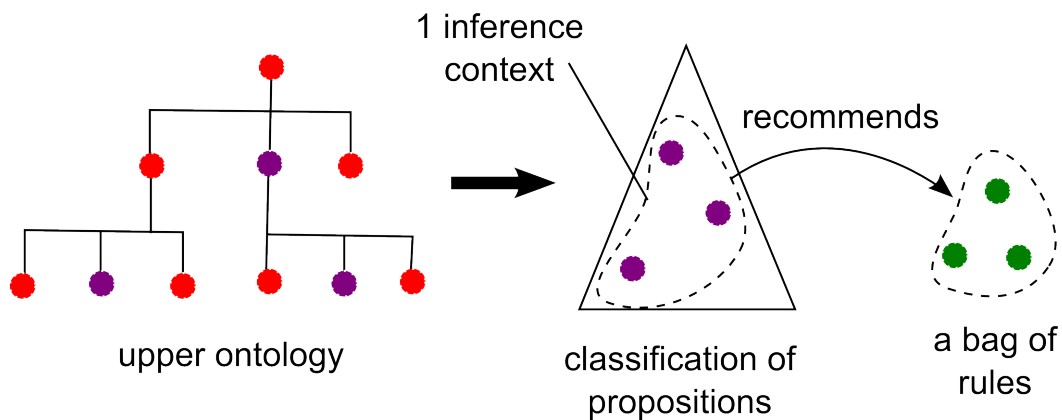 1 inference
context
recommends
upper ontology
classification of
propositions
a bag of
rules